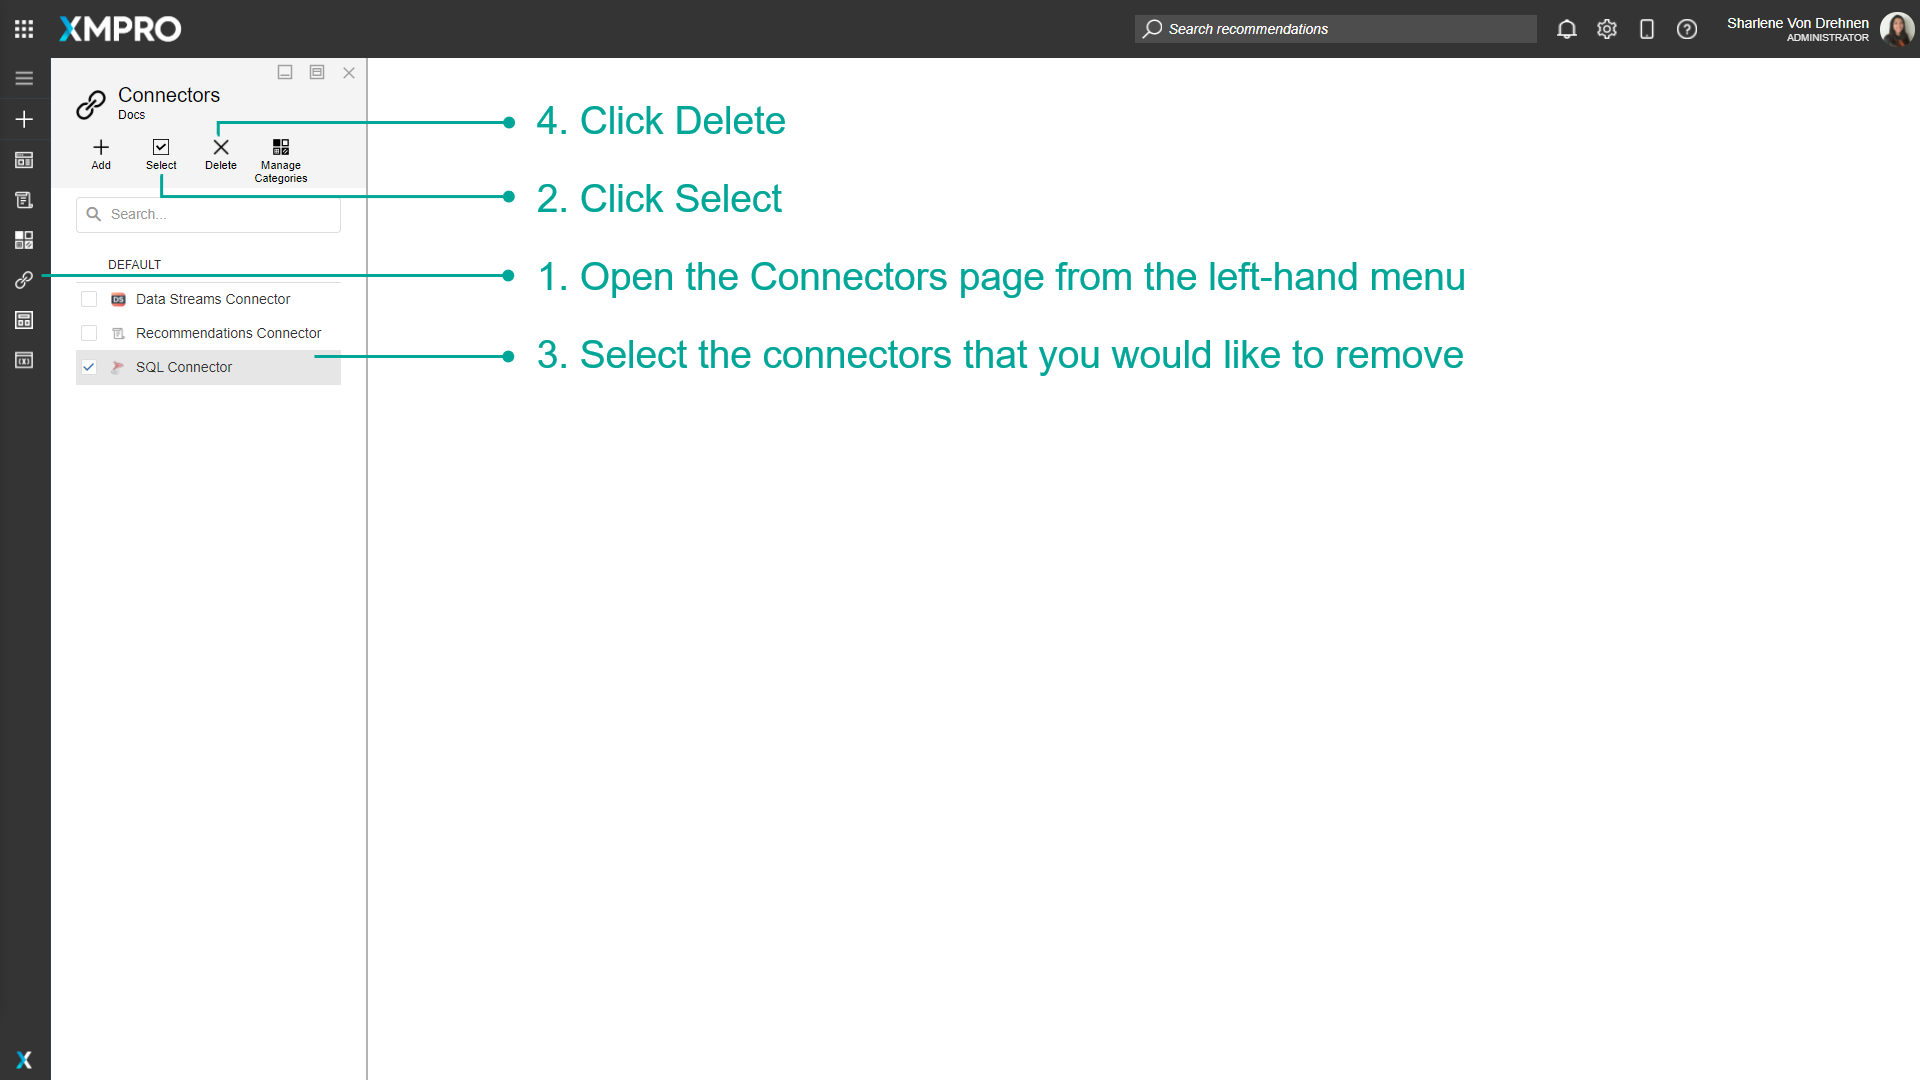 XMPRO
Search recommendations
Sharlene Von Drehnen
ADMINISTRATOR
Connectors
Docs
Add
Select
Delete
Manage
Categories
Search...
DEFAULT
DS Data Streams Connector
Recommendations Connector
SQL Connector
4. Click Delete
2. Click Select
1. Open the Connectors page from the left-hand menu
3. Select the connectors that you would like to remove